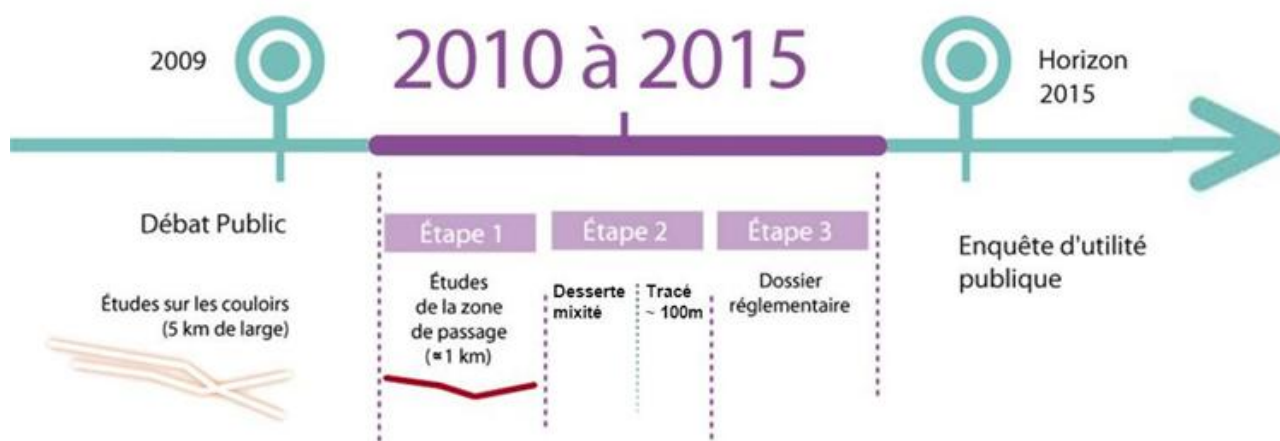 2009
2010 à 2015
Horizon
2015
Débat Public
Études sur les couloirs
(5 km de large)
Étape 1
Études
de la zone
de passage
(≈1 km)
Étape 2
Desserte
mixité
Tracé
~ 100m
Étape 3
Dossier
réglementaire
Enquête d'utilité
publique